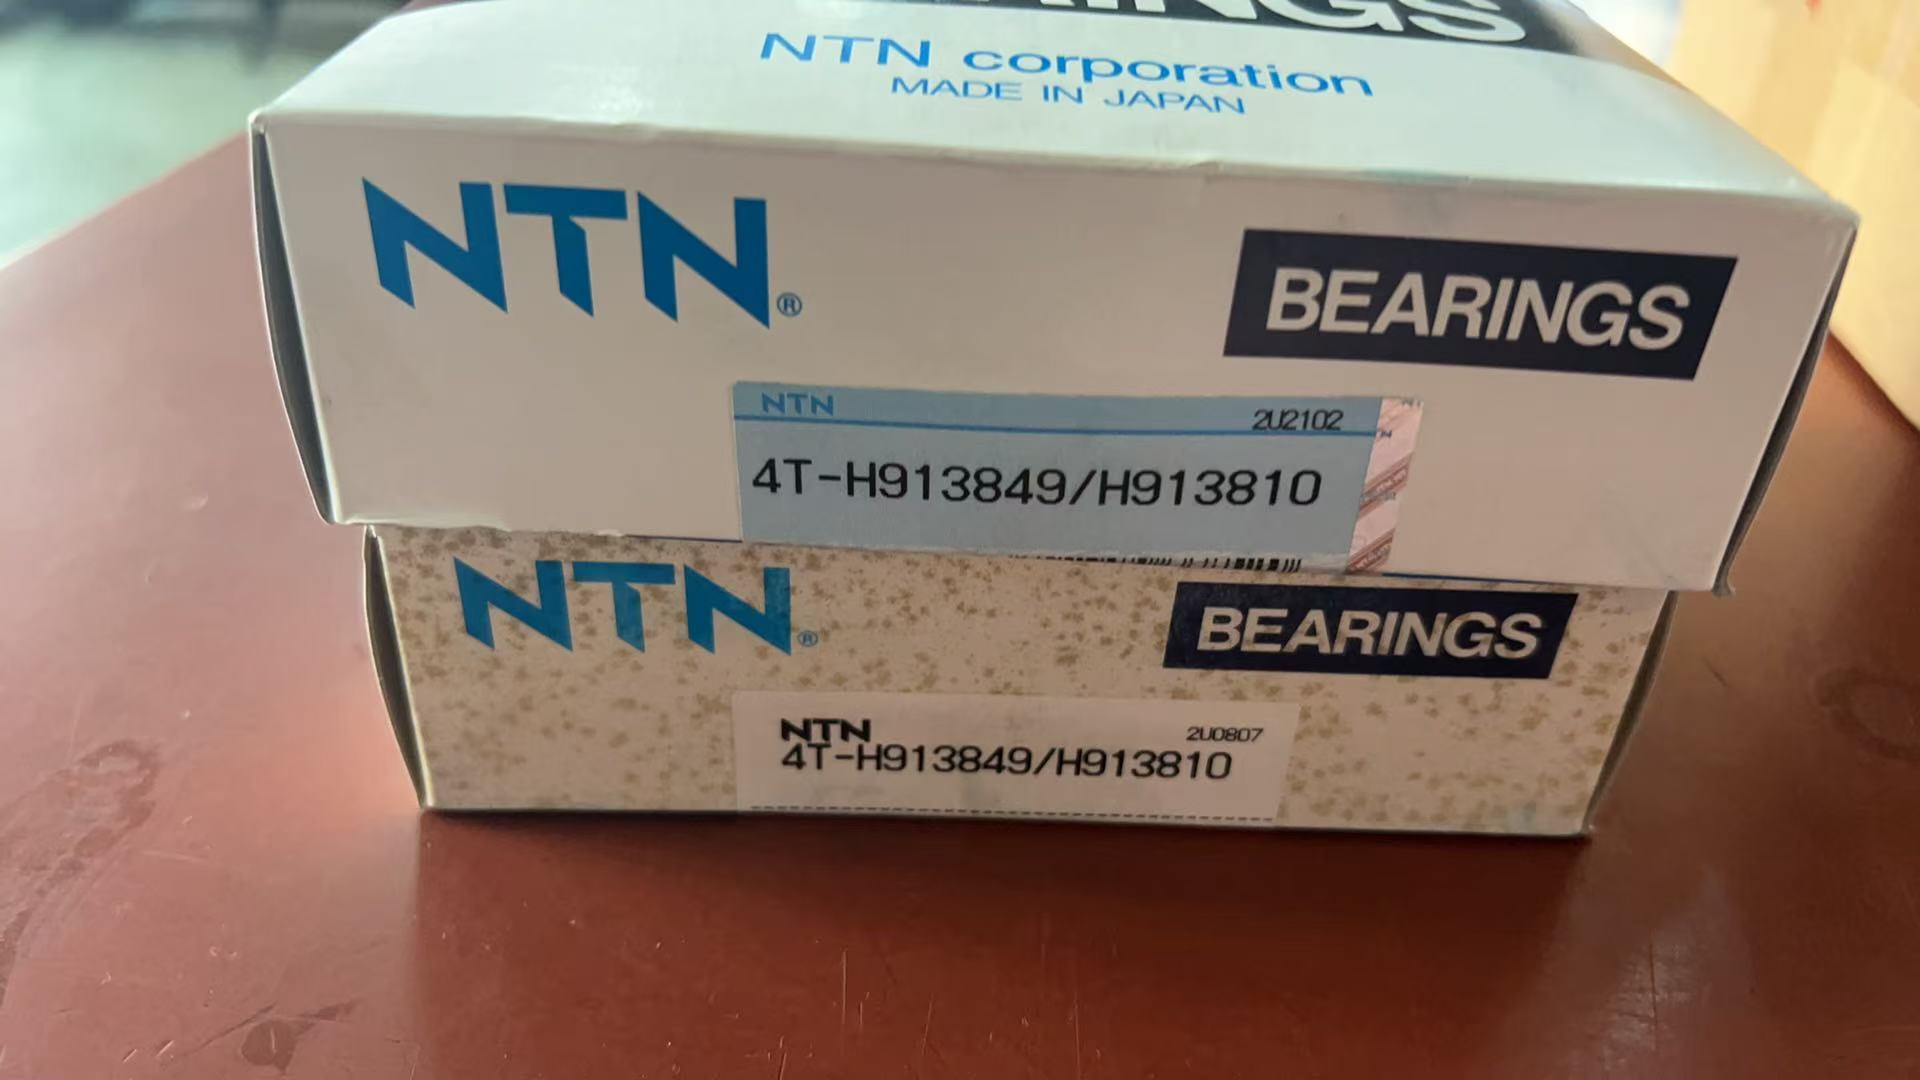 BEARINGS
NTN corporation
MADE IN JAPAN
NTN®
BEARINGS
NTN 2U2102
4T-H913849/H913810
NTN®
BEARINGS
NTN 2U0807
4T-H913849/H913810